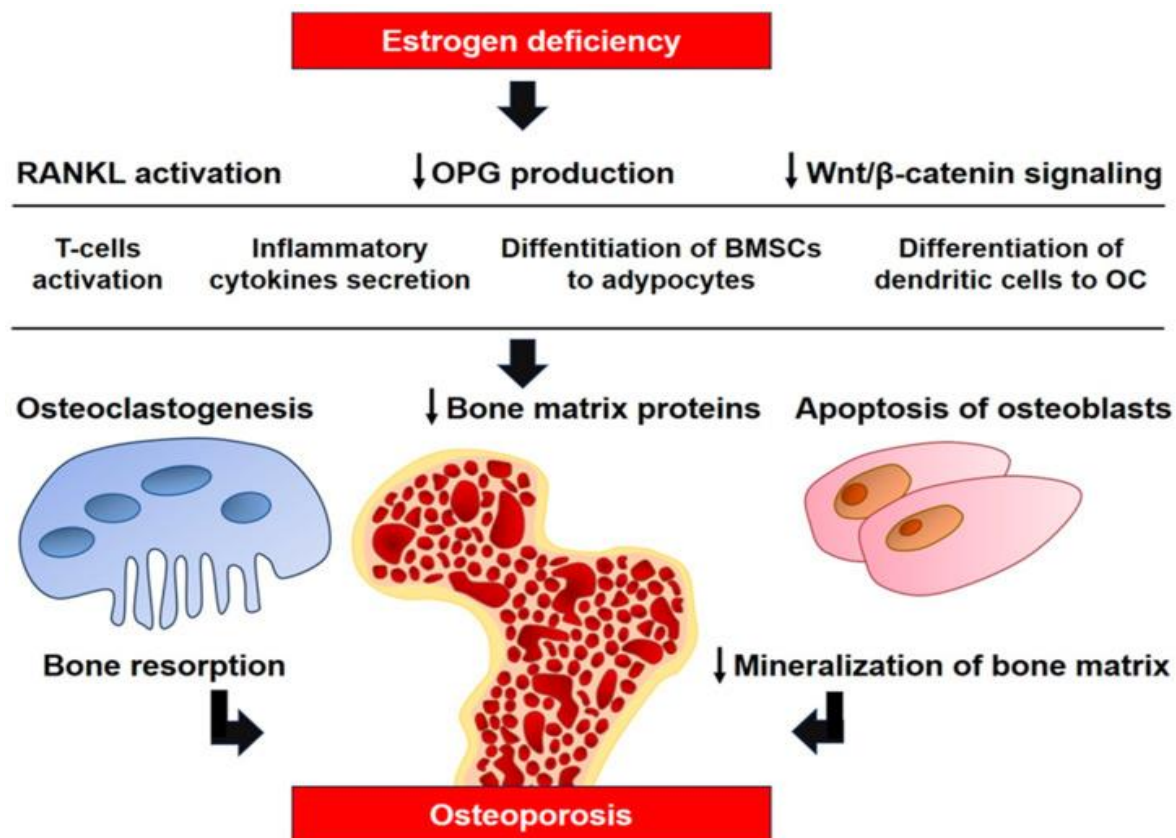 Estrogen deficiency
RANKL activation
↓OPG production
↓Wnt/β-catenin signaling
T-cells
activation
Inflammatory
cytokines secretion
Diffentitiation of BMSCs
to adypocytes
Differentiation of
dendritic cells to OC
Osteoclastogenesis
↓Bone matrix proteins
Apoptosis of osteoblasts
Bone resorption
↓Mineralization of bone matrix
Osteoporosis